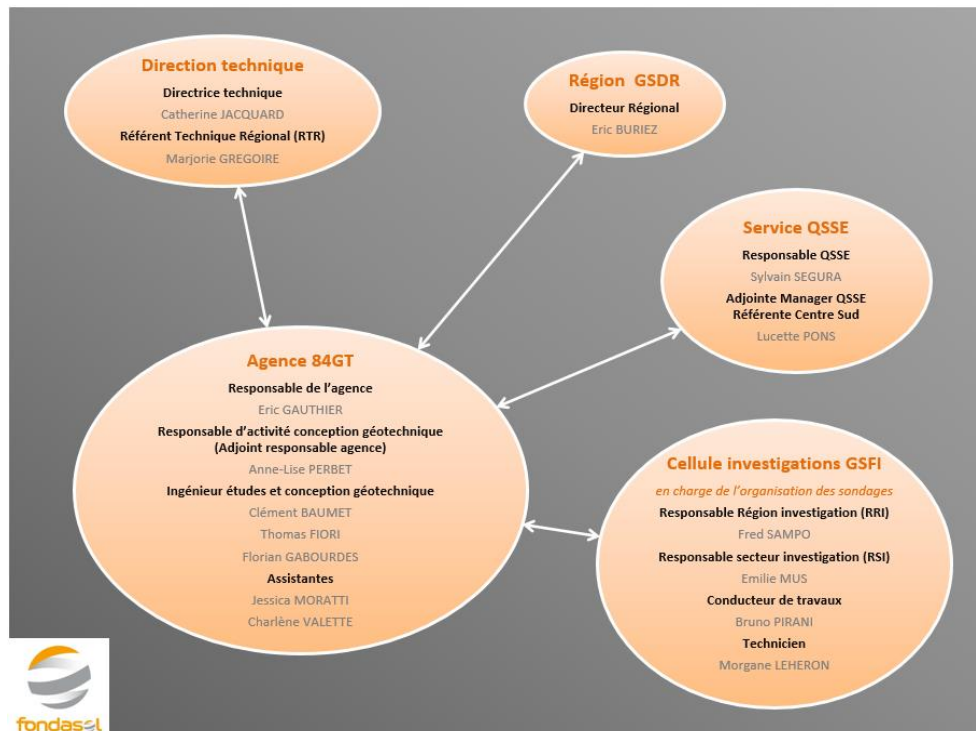 Direction technique
Directrice technique
Catherine JACQUARD
Référent Technique Régional (RTR)
Marjorie GREGOIRE
Région GSDR
Directeur Régional
Eric BURIEZ
Service QSSE
Responsable QSSE
Sylvain SEGURA
Adjointe Manager QSSE
Référente Centre Sud
Lucette PONS
Agence 84GT
Responsable de l'agence
Eric GAUTHIER
Responsable d'activité conception géotechnique
(Adjoint responsable agence)
Anne-Lise PERBET
Ingénieur études et conception géotechnique
Clément BAUMET
Thomas FIORI
Florian GABOURDES
Assistantes
Jessica MORATTI
Charlène VALETTE
Cellule investigations GSFI
en charge de l'organisation des sondages
Responsable Région investigation (RRI)
Fred SAMPO
Responsable secteur investigation (RSI)
Emilie MUS
Conducteur de travaux
Bruno PIRANI
Technicien
Morgane LEHERON
fondasol